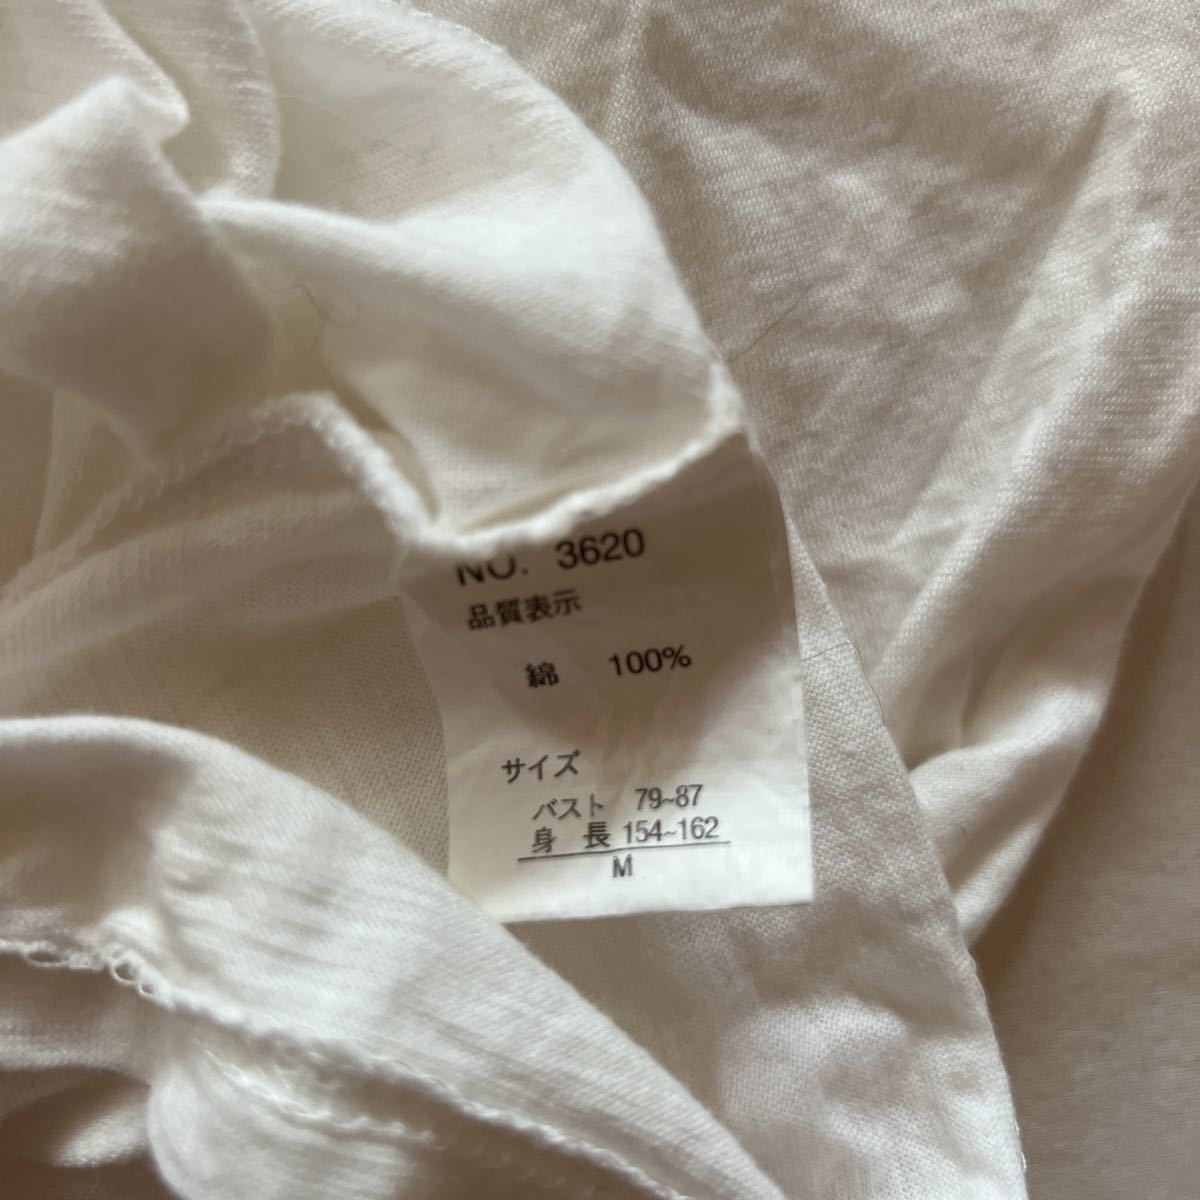 NO. 3620
品質表示
綿 100%
サイズ
バスト 79~87
身 長 154~162
M